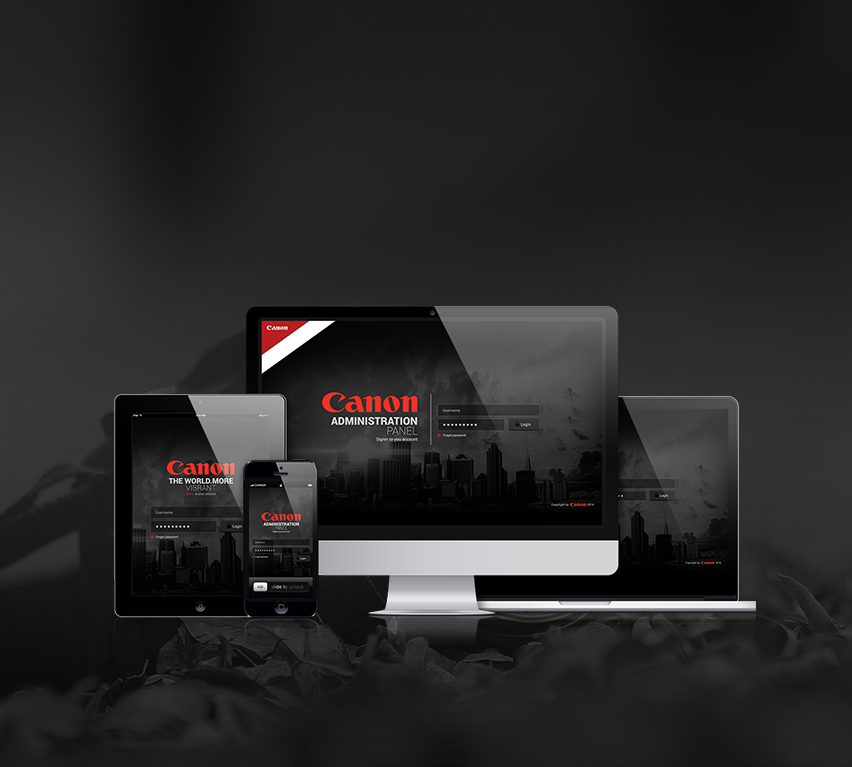 Canon
Canon
ADMINISTRATION
PANEL
Signin to you account
Username
Login
Forgot password
Copyright by Canon 2014
Canon
THE WORLD.MORE
VIBRANT
to your account
Username
Login
Forgot password
Canon
ADMINISTRATION
PANEL
Username
Login
slide to unlock
Login
Copyright by Canon 2014